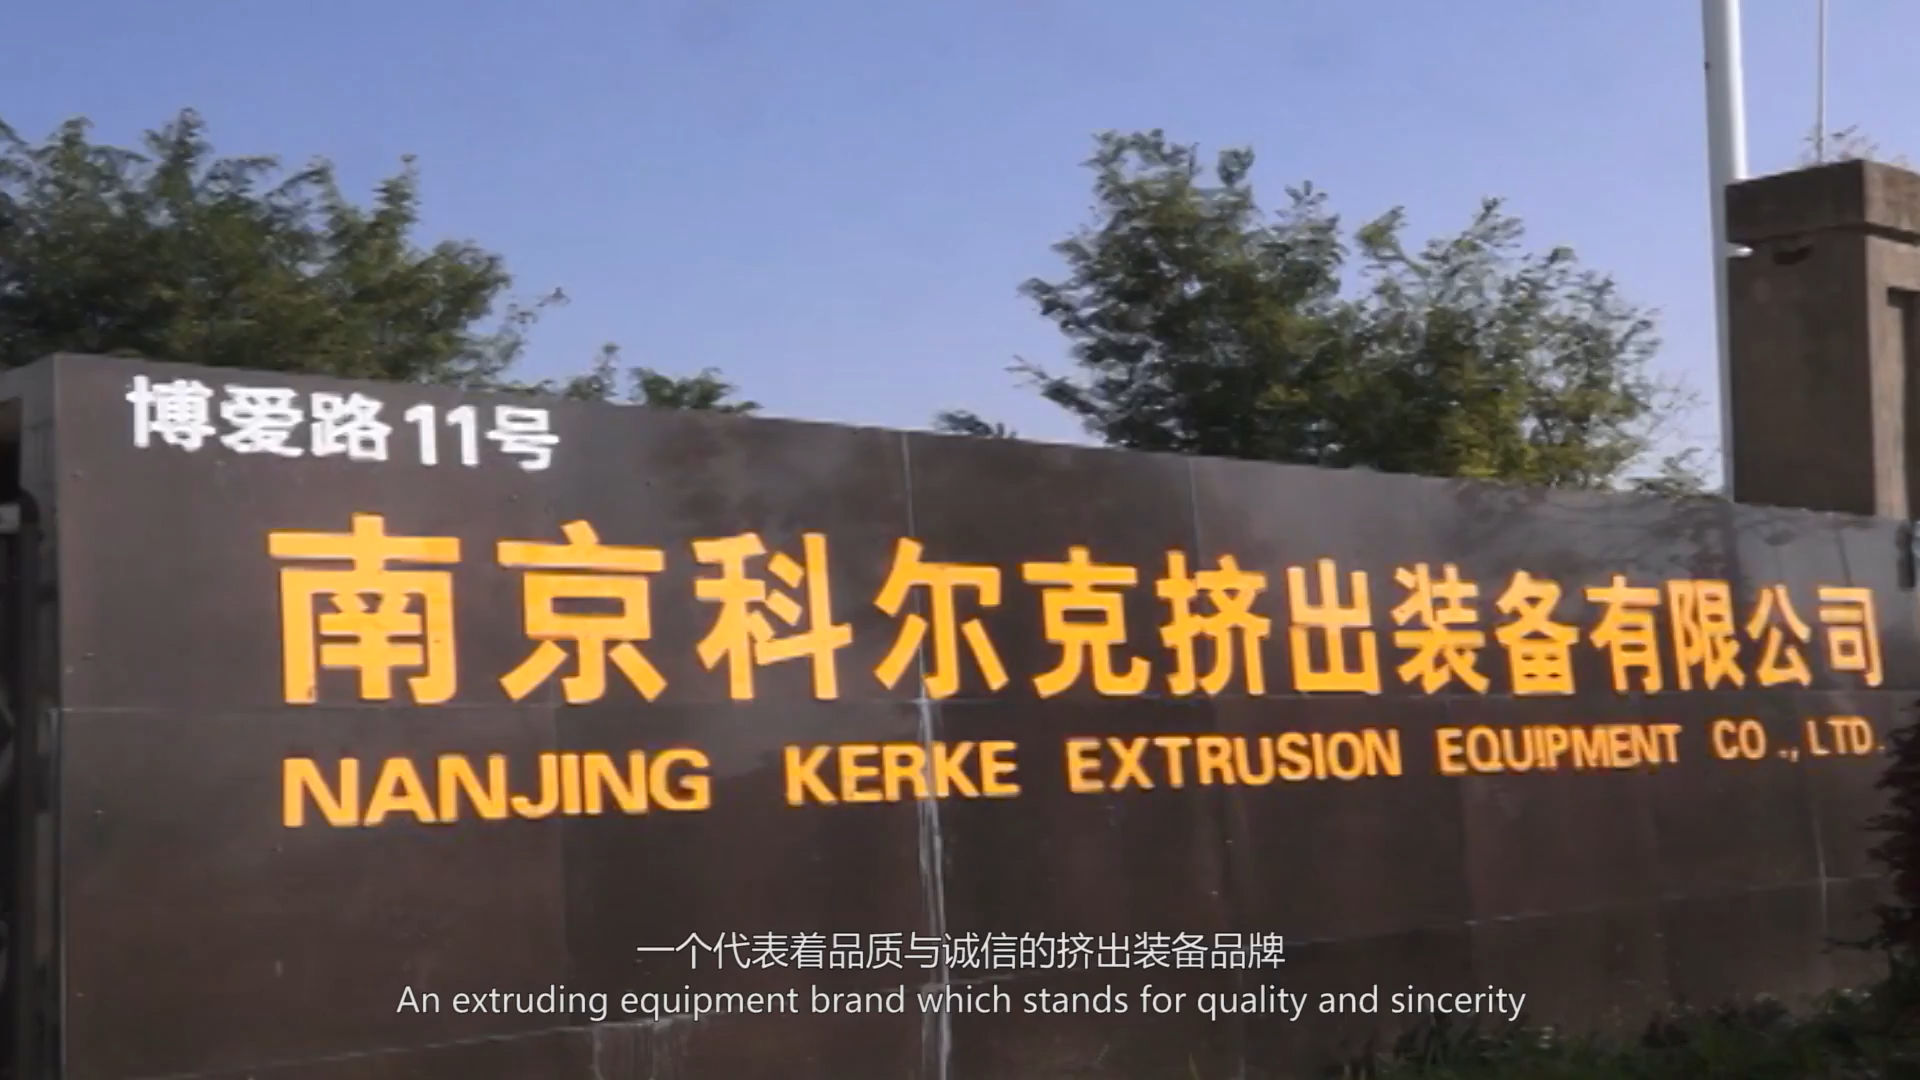 博爱路11号
南京科尔克挤出装备有限公司
NANJING KERKE EXTRUSION EQUIPMENT CO., LTD.
一个代表着品质与诚信的挤出装备品牌
An extruding equipment brand which stands for quality and sincerity